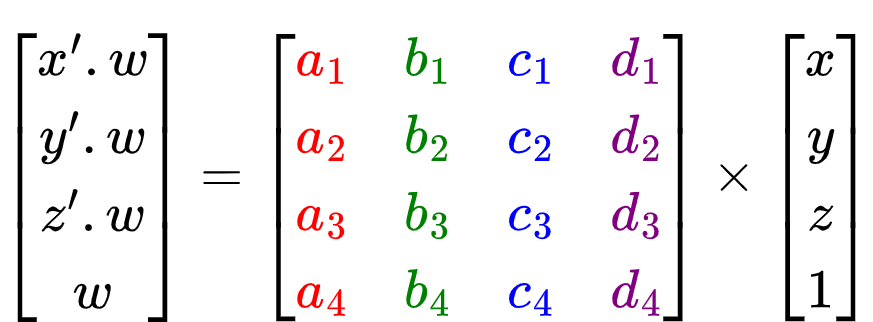 x′.w a₁ b₁ c₁ d₁ x
y′.w a₂ b₂ c₂ d₂ y
= ×
z′.w a₃ b₃ c₃ d₃ z
w a₄ b₄ c₄ d₄ 1